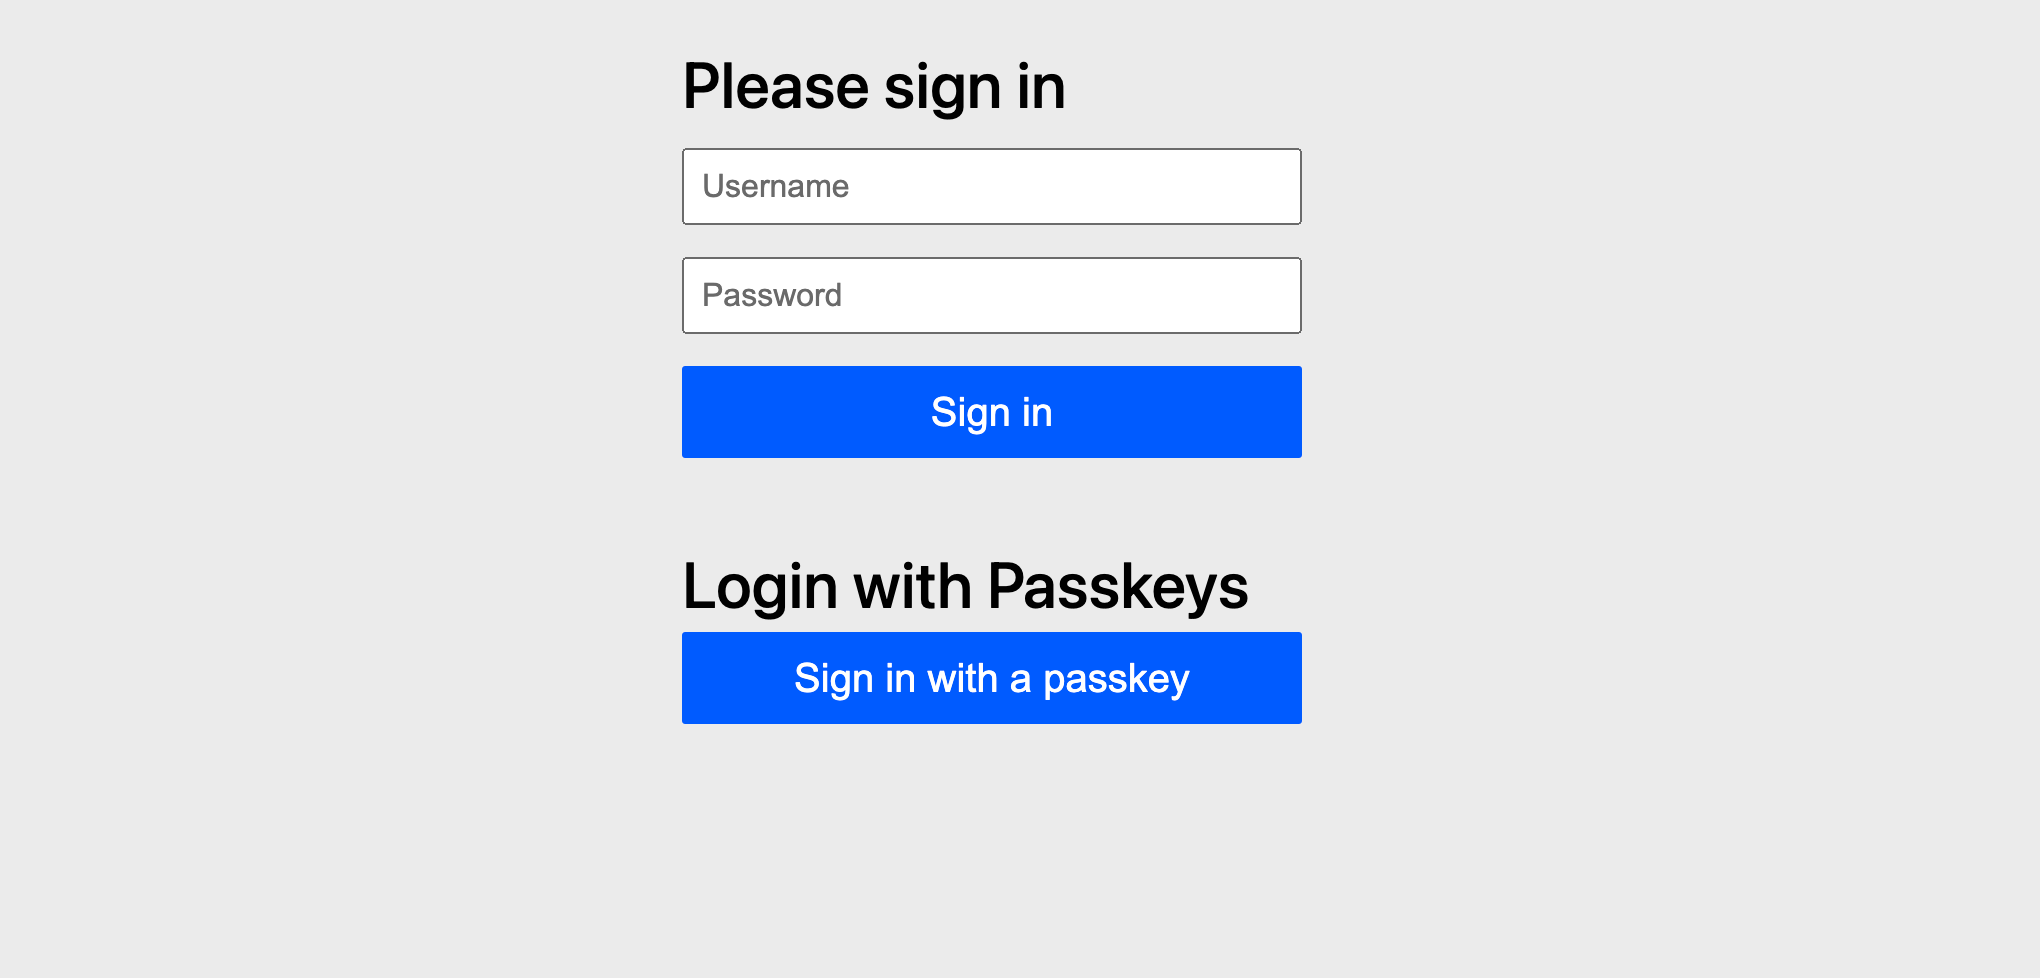 Please sign in
Username
Password
Sign in
Login with Passkeys
Sign in with a passkey